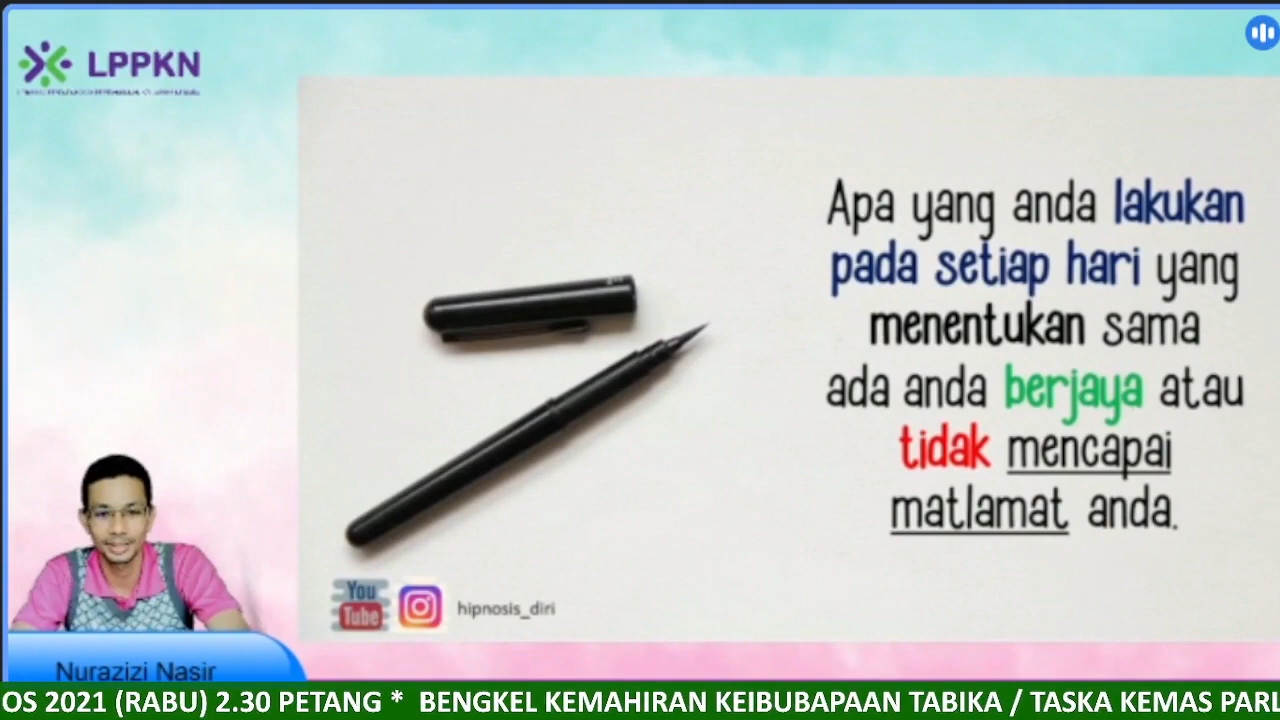 LPPKN
Apa yang anda lakukan
pada setiap hari yang
menentukan sama
ada anda berjaya atau
tidak mencapai
matlamat anda.
You
Tube
hipnosis_diri
Nurazizi Nasir
OS 2021 (RABU) 2.30 PETANG * BENGKEL KEMAHIRAN KEIBUBAPAAN TABIKA / TASKA KEMAS PARL